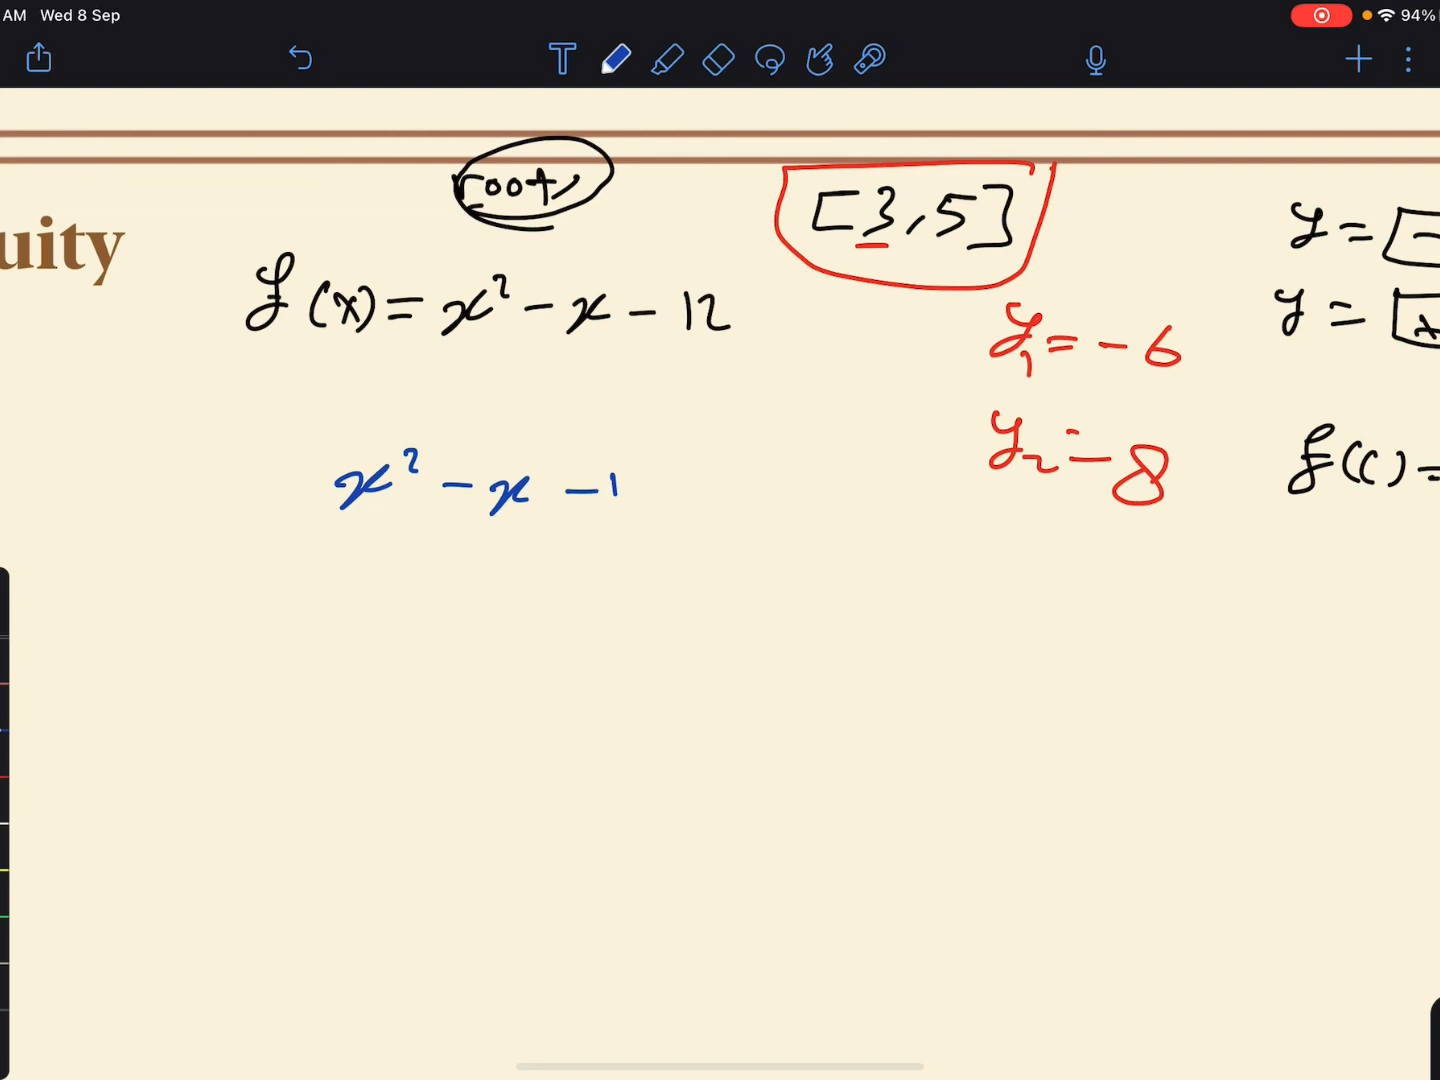 AM Wed 8 Sep
94%
root,
[3,5]
uity
y =
f(x) = x² - x - 12
y =
y₁ = - 6
y₂ = - 8
f(c) =
x² - x - 1